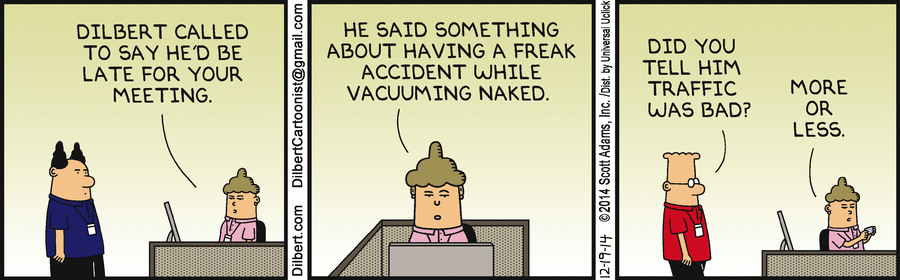 DILBERT CALLED
TO SAY HE'D BE
LATE FOR YOUR
MEETING.
DilbertCartoonist@gmail.com
Dilbert.com
HE SAID SOMETHING
ABOUT HAVING A FREAK
ACCIDENT WHILE
VACUUMING NAKED.
12-19-14 ©2014 Scott Adams, Inc. /Dist. by Universal Uclick
DID YOU
TELL HIM
TRAFFIC
WAS BAD?
MORE
OR
LESS.